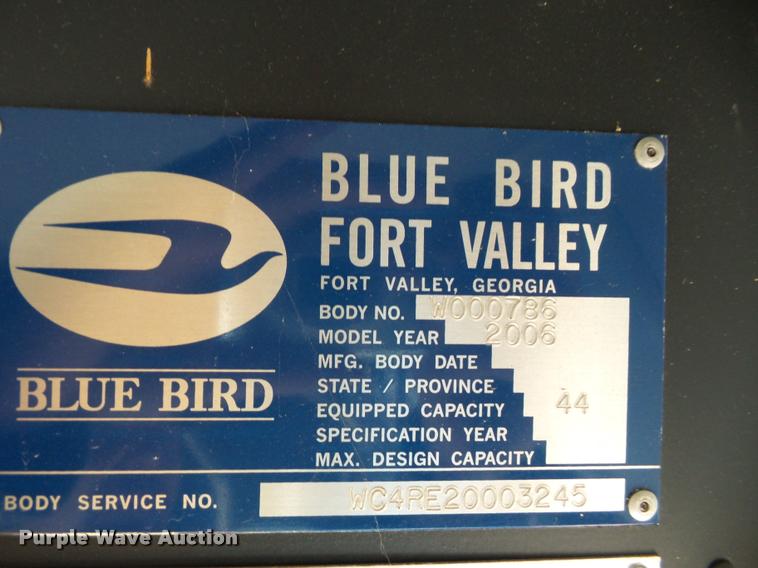 BLUE BIRD
FORT VALLEY
FORT VALLEY, GEORGIA
BODY NO. W000786
MODEL YEAR 2006
MFG. BODY DATE
STATE / PROVINCE
EQUIPPED CAPACITY 44
SPECIFICATION YEAR
MAX. DESIGN CAPACITY
BLUE BIRD
BODY SERVICE NO. WC4RE20003245
Purple Wave Auction